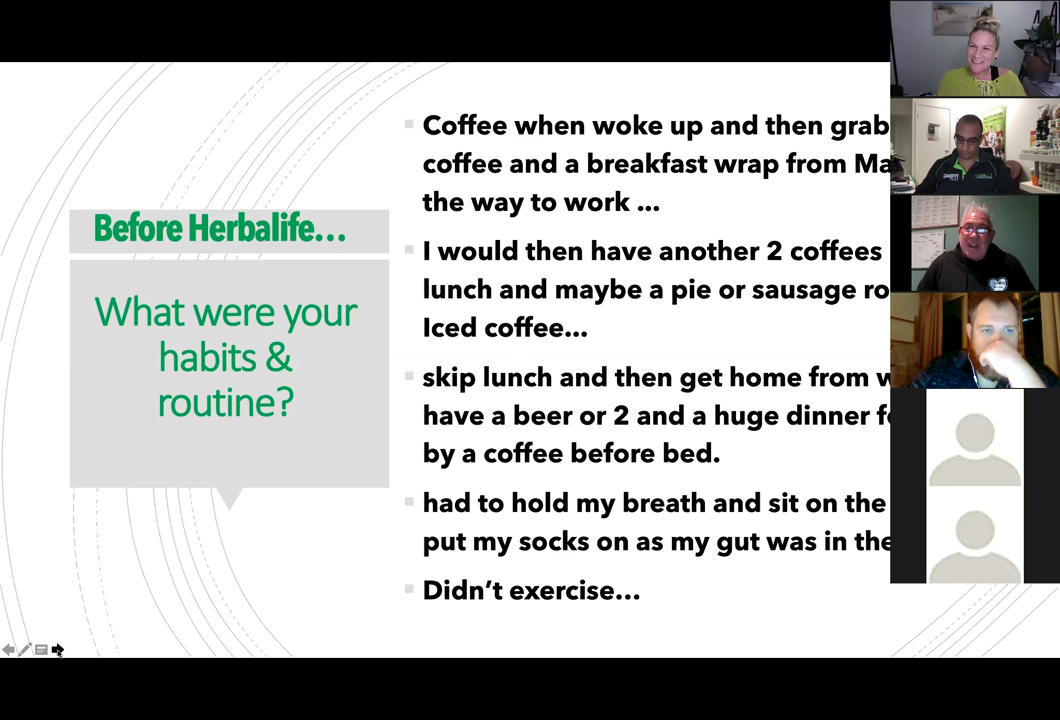 Before Herbalife...
What were your
habits &
routine?
Coffee when woke up and then grab
coffee and a breakfast wrap from Ma
the way to work ...
I would then have another 2 coffees
lunch and maybe a pie or sausage ro
Iced coffee...
skip lunch and then get home from w
have a beer or 2 and a huge dinner fo
by a coffee before bed.
had to hold my breath and sit on the
put my socks on as my gut was in the
Didn't exercise...